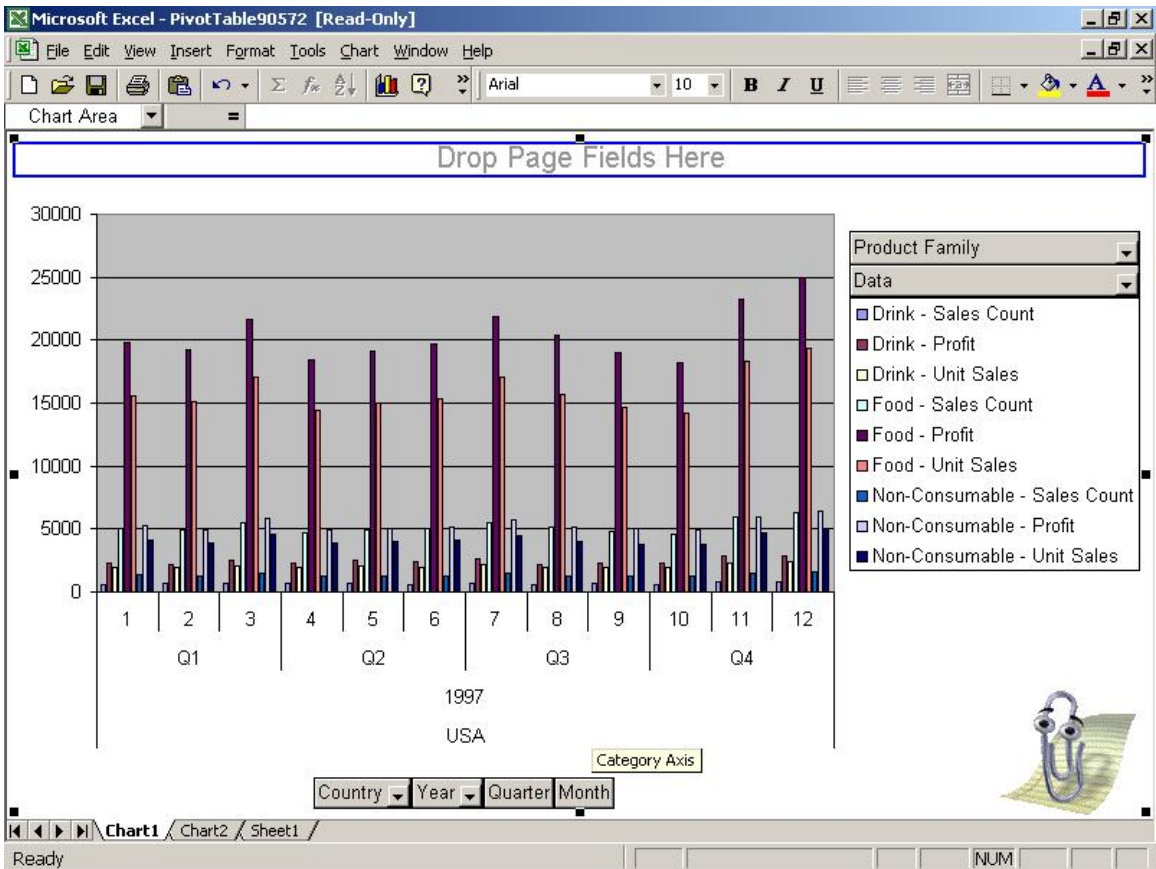 Microsoft Excel - PivotTable90572 [Read-Only]
File Edit View Insert Format Tools Chart Window Help
Arial 10 B I U
Chart Area =
Drop Page Fields Here
30000
25000
20000
15000
10000
5000
0
1 2 3 4 5 6 7 8 9 10 11 12
Q1 Q2 Q3 Q4
1997
USA
Product Family
Data
Drink - Sales Count
Drink - Profit
Drink - Unit Sales
Food - Sales Count
Food - Profit
Food - Unit Sales
Non-Consumable - Sales Count
Non-Consumable - Profit
Non-Consumable - Unit Sales
Category Axis
Country Year Quarter Month
Chart1 Chart2 Sheet1
Ready NUM